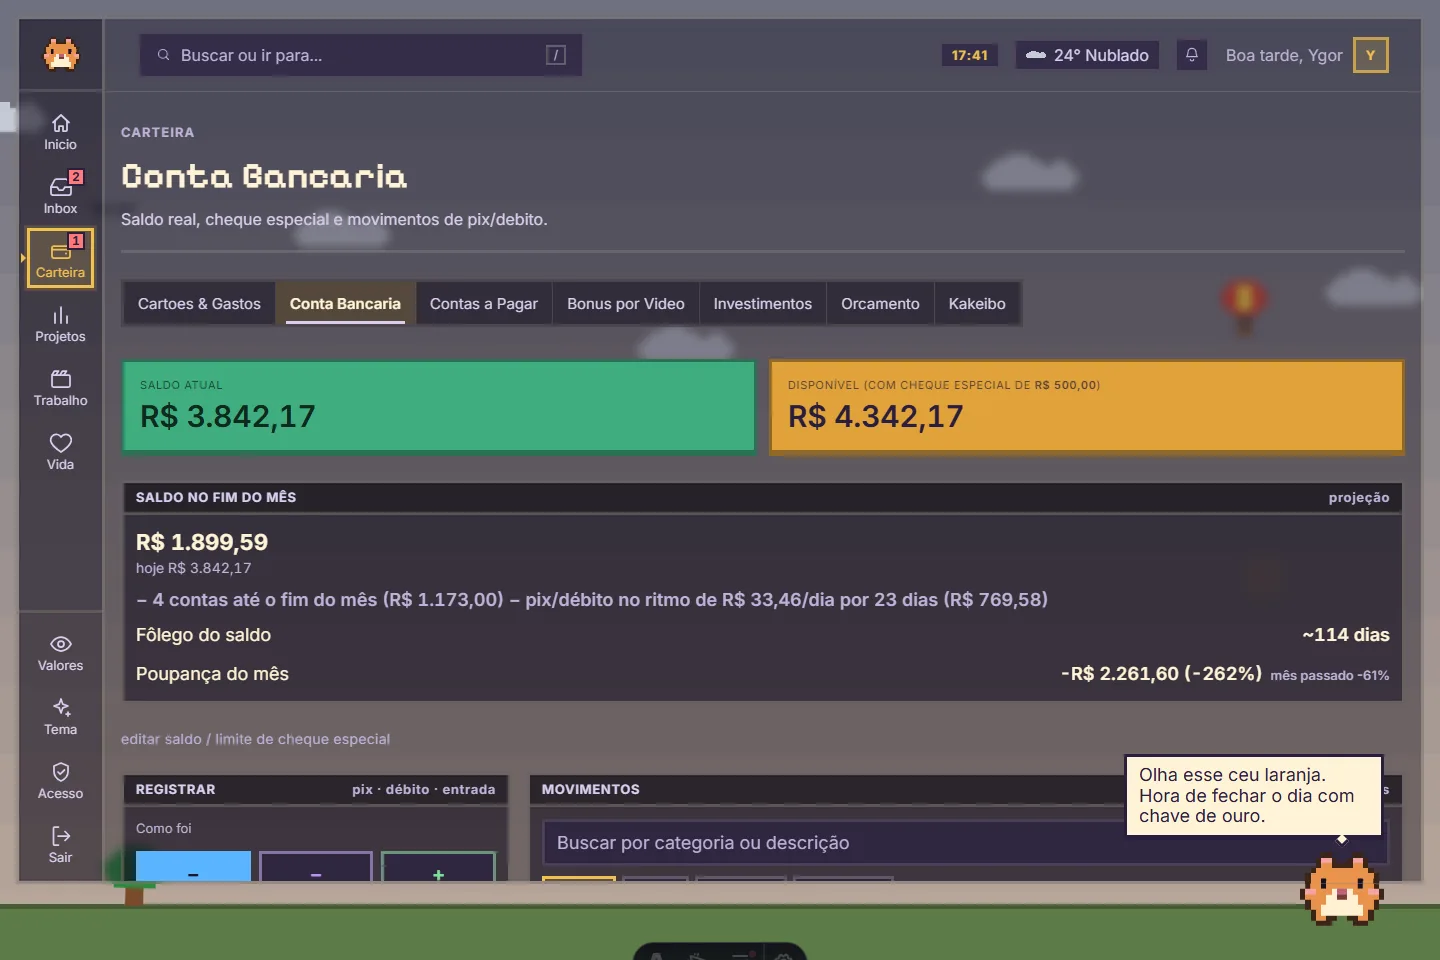 Buscar ou ir para...
/
17:41
24° Nublado
Boa tarde, Ygor
Y
Inicio
2
Inbox
1
Carteira
Projetos
Trabalho
Vida
Valores
Tema
Acesso
Sair
CARTEIRA
Conta Bancaria
Saldo real, cheque especial e movimentos de pix/debito.
Cartoes & Gastos
Conta Bancaria
Contas a Pagar
Bonus por Video
Investimentos
Orcamento
Kakeibo
SALDO ATUAL
R$ 3.842,17
DISPONÍVEL (COM CHEQUE ESPECIAL DE R$ 500,00)
R$ 4.342,17
SALDO NO FIM DO MÊS
projeção
R$ 1.899,59
hoje R$ 3.842,17
− 4 contas até o fim do mês (R$ 1.173,00) − pix/débito no ritmo de R$ 33,46/dia por 23 dias (R$ 769,58)
Fôlego do saldo
~114 dias
Poupança do mês
-R$ 2.261,60 (-262%) mês passado -61%
editar saldo / limite de cheque especial
REGISTRAR
pix · débito · entrada
Como foi
−
−
+
MOVIMENTOS
Buscar por categoria ou descrição
Olha esse ceu laranja.
Hora de fechar o dia com
chave de ouro.